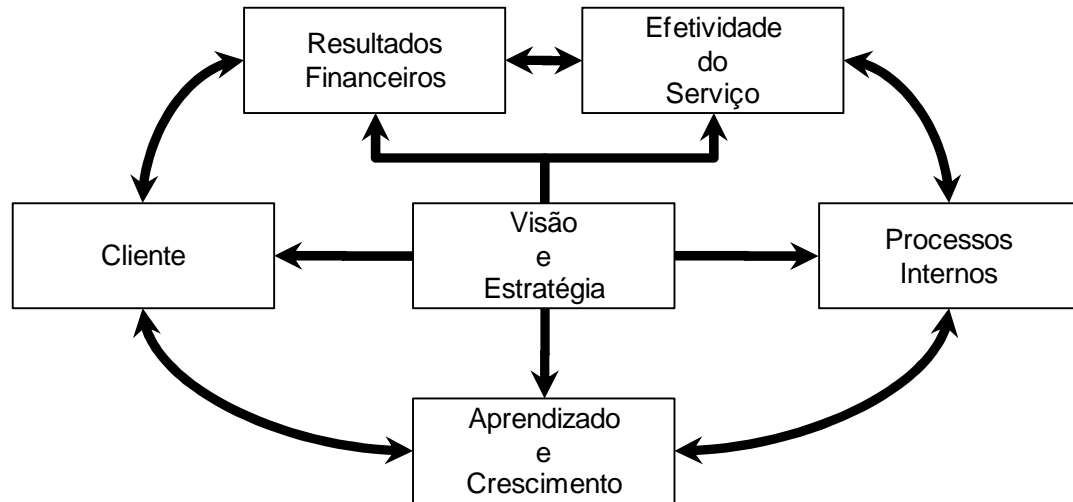 Resultados
Financeiros
Efetividade
do
Serviço
Cliente
Visão
e
Estratégia
Processos
Internos
Aprendizado
e
Crescimento